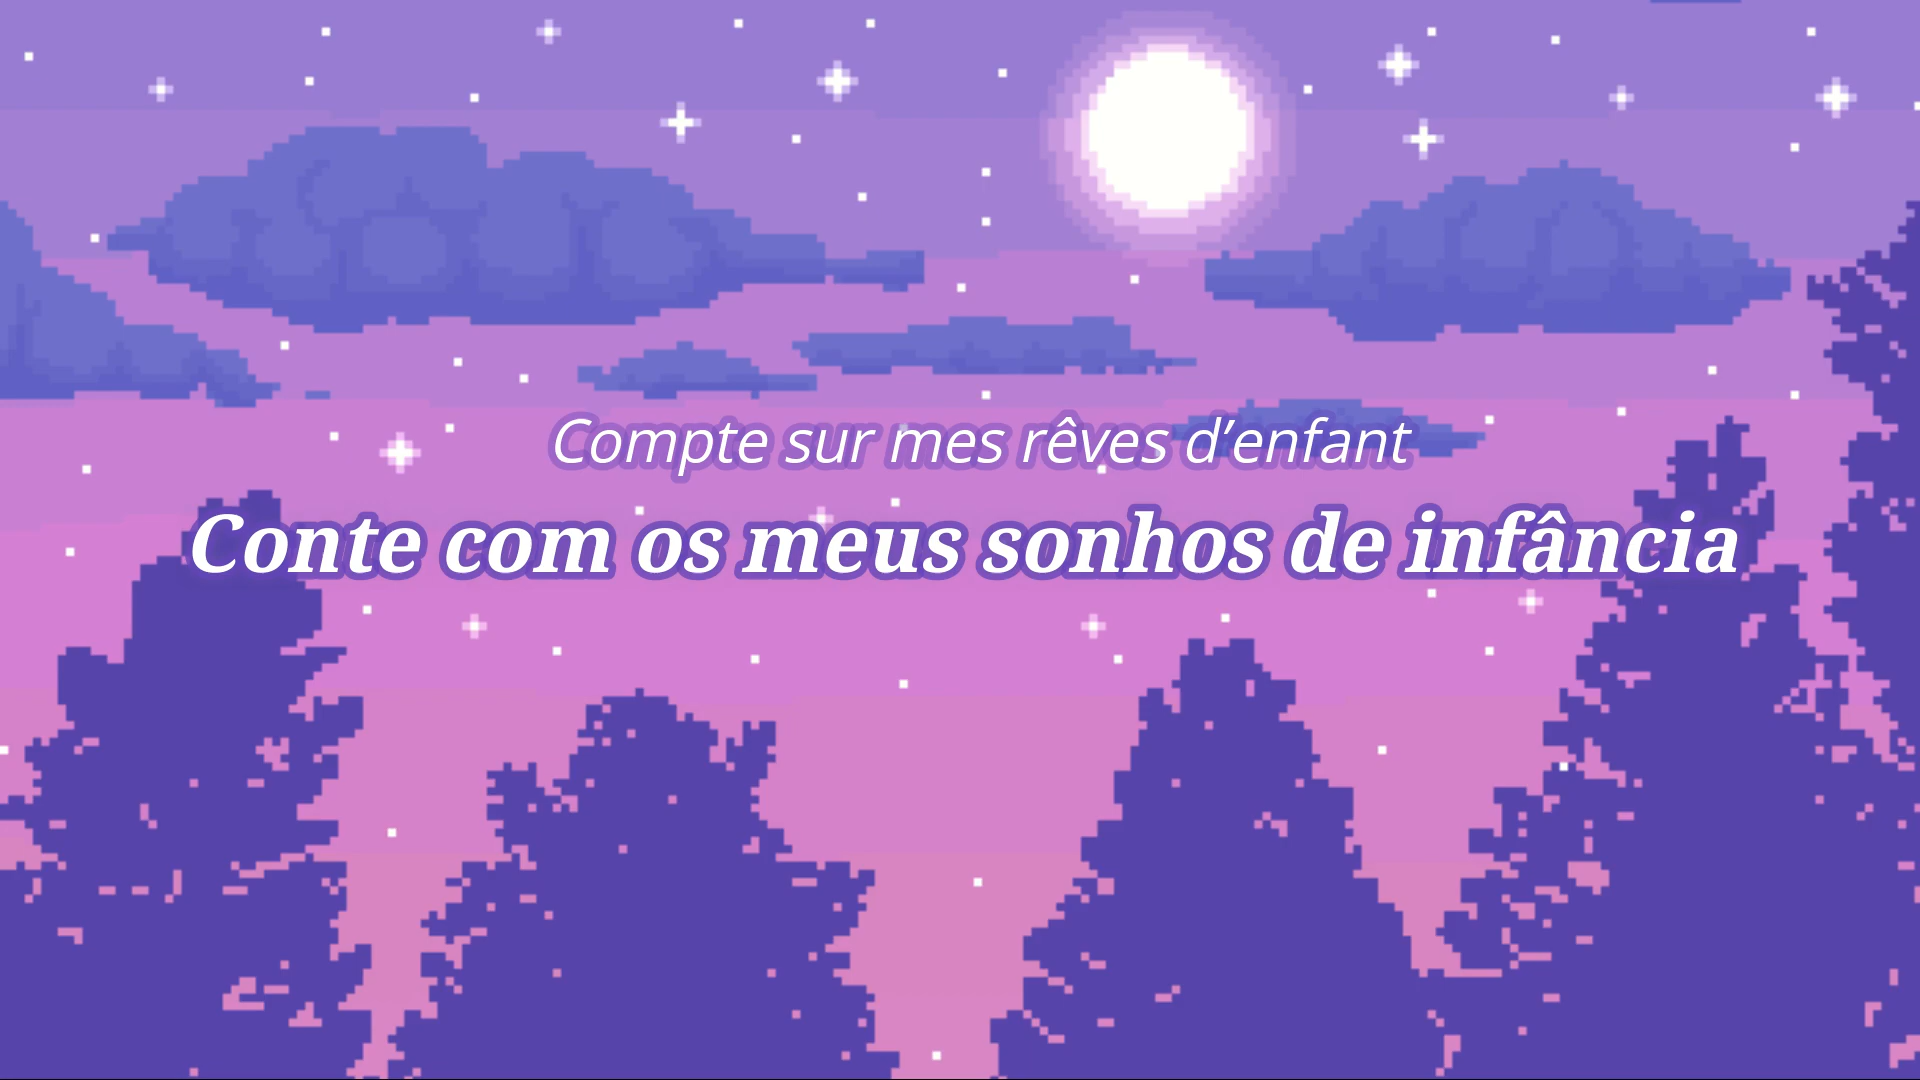 Compte sur mes rêves d’enfant
Conte com os meus sonhos de infância